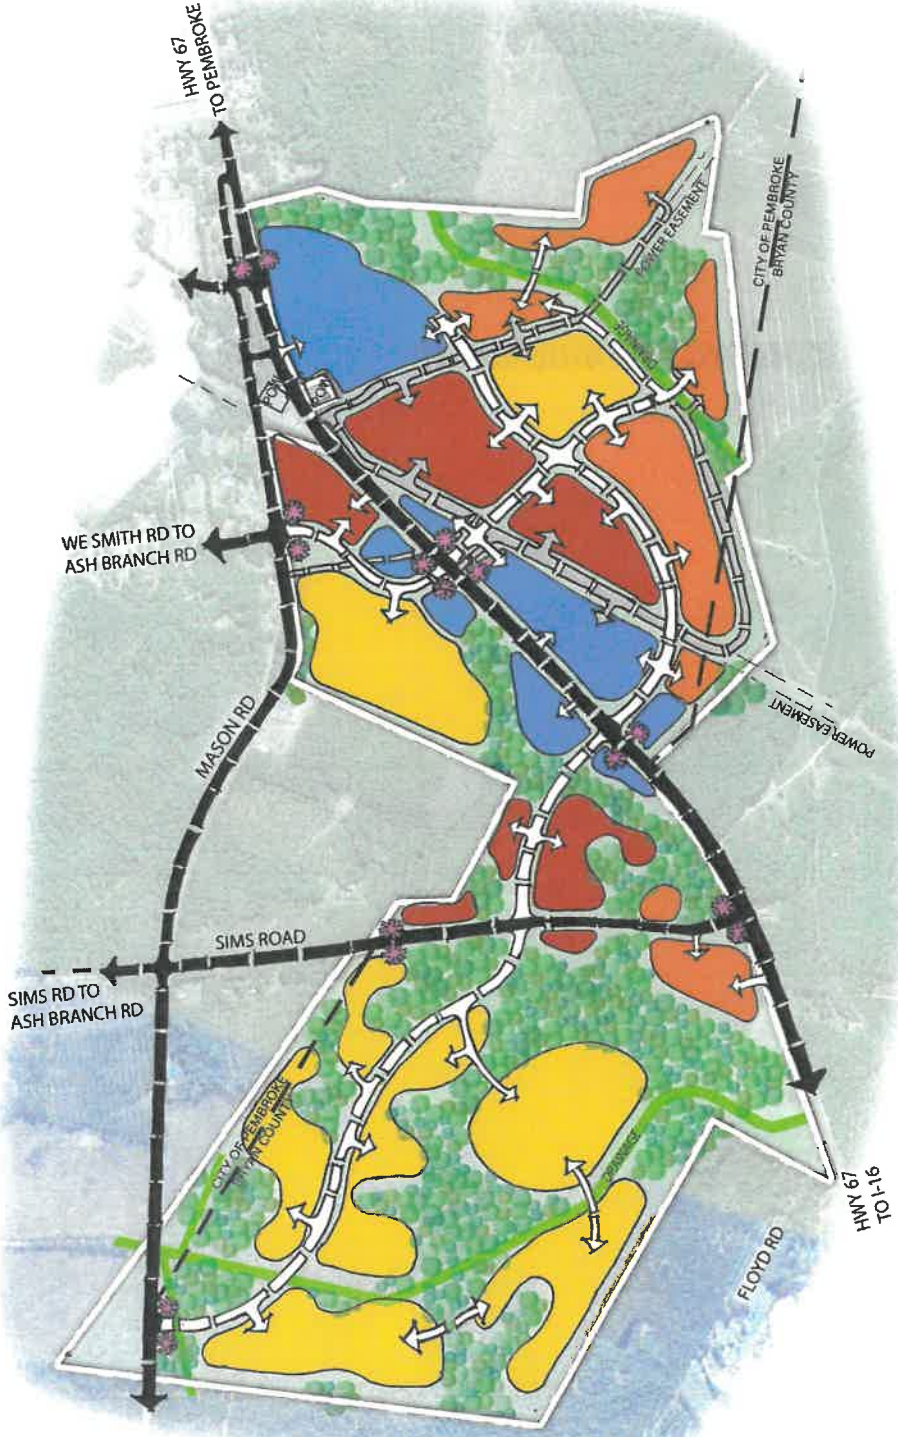 HWY 67
TO PEMBROKE
CITY OF PEMBROKE
BRYAN COUNTY
POWER EASEMENT
DRAINAGE
WE SMITH RD TO
ASH BRANCH RD
MASON RD
POWER EASEMENT
SIMS ROAD
SIMS RD TO
ASH BRANCH RD
CITY OF PEMBROKE
BRYAN COUNTY
DRAINAGE
HWY 67
TO I-16
FLOYD RD